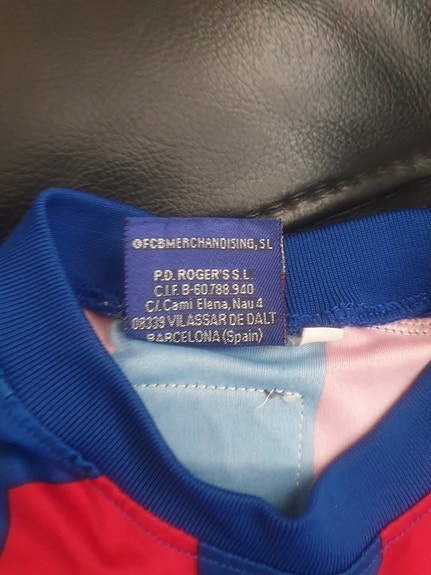 ©FCBMERCHANDISING, SL
P.D. ROGER'S S.L.
C.I.F. B-60.788.940
C/. Cami Elena, Nau 4
08339 VILASSAR DE DALT
BARCELONA (Spain)